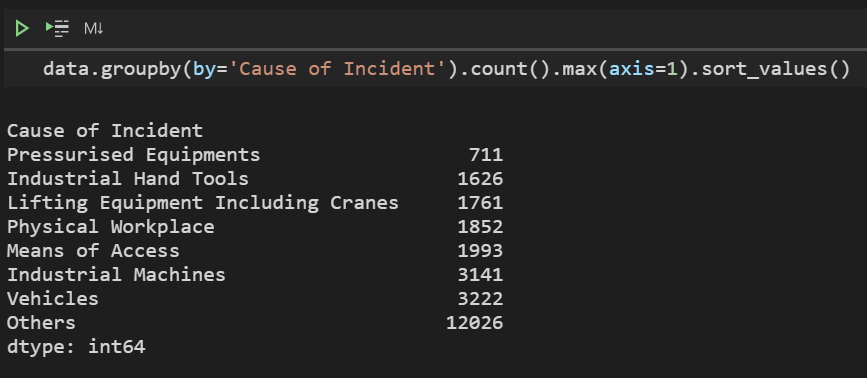 M↓
data.groupby(by='Cause of Incident').count().max(axis=1).sort_values()
Cause of Incident
Pressurised Equipments 711
Industrial Hand Tools 1626
Lifting Equipment Including Cranes 1761
Physical Workplace 1852
Means of Access 1993
Industrial Machines 3141
Vehicles 3222
Others 12026
dtype: int64